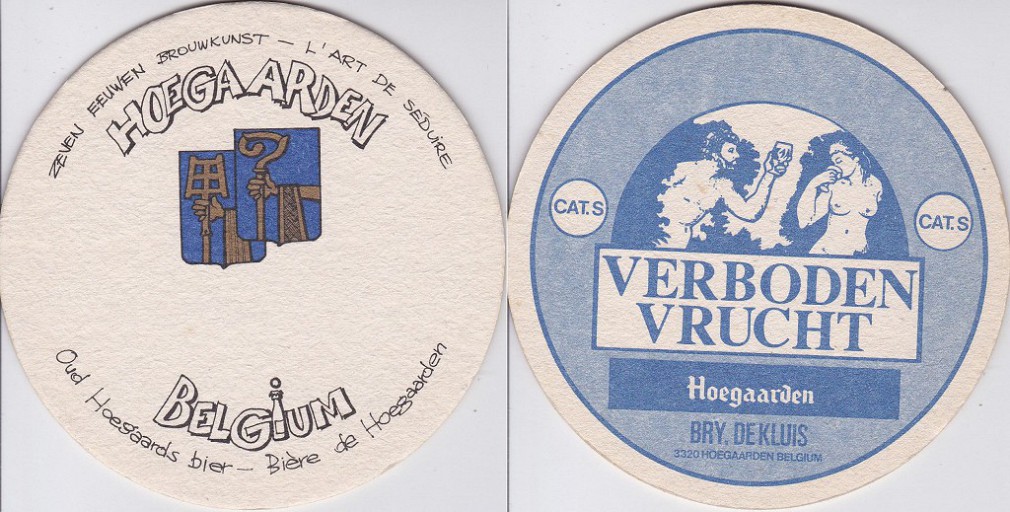 ZEVEN EEUWEN BROUWKUNST – L'ART DE SÉDUIRE
HOEGAARDEN
BELGIUM
Oud Hoegaards bier – Bière de Hoegaarden
CAT.S
CAT.S
VERBODEN
VRUCHT
Hoegaarden
BRY. DE KLUIS
3320 HOEGAARDEN BELGIUM